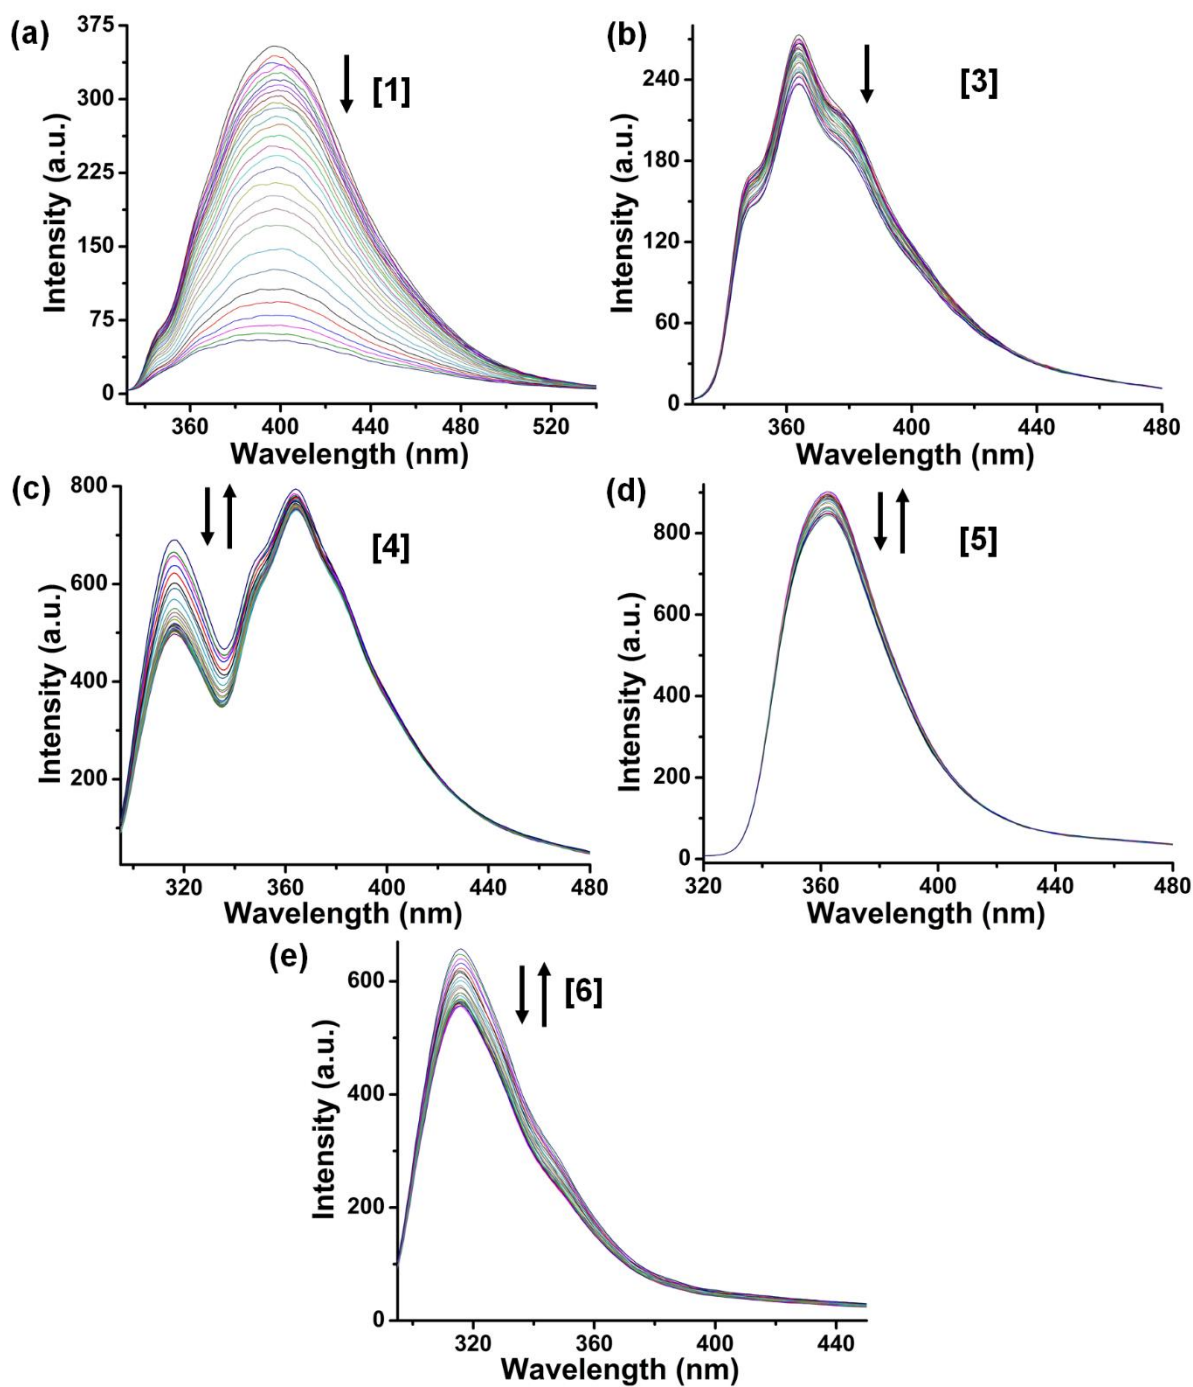 (a)
375
300
225
150
75
0
Intensity (a.u.)
[1]
360 400 440 480 520
Wavelength (nm)
(b)
240
180
120
60
0
Intensity (a.u.)
[3]
360 400 440 480
Wavelength (nm)
(c)
800
600
400
200
Intensity (a.u.)
[4]
320 360 400 440 480
Wavelength (nm)
(d)
800
600
400
200
0
Intensity (a.u.)
[5]
320 360 400 440 480
Wavelength (nm)
(e)
600
400
200
0
Intensity (a.u.)
[6]
320 360 400 440
Wavelength (nm)